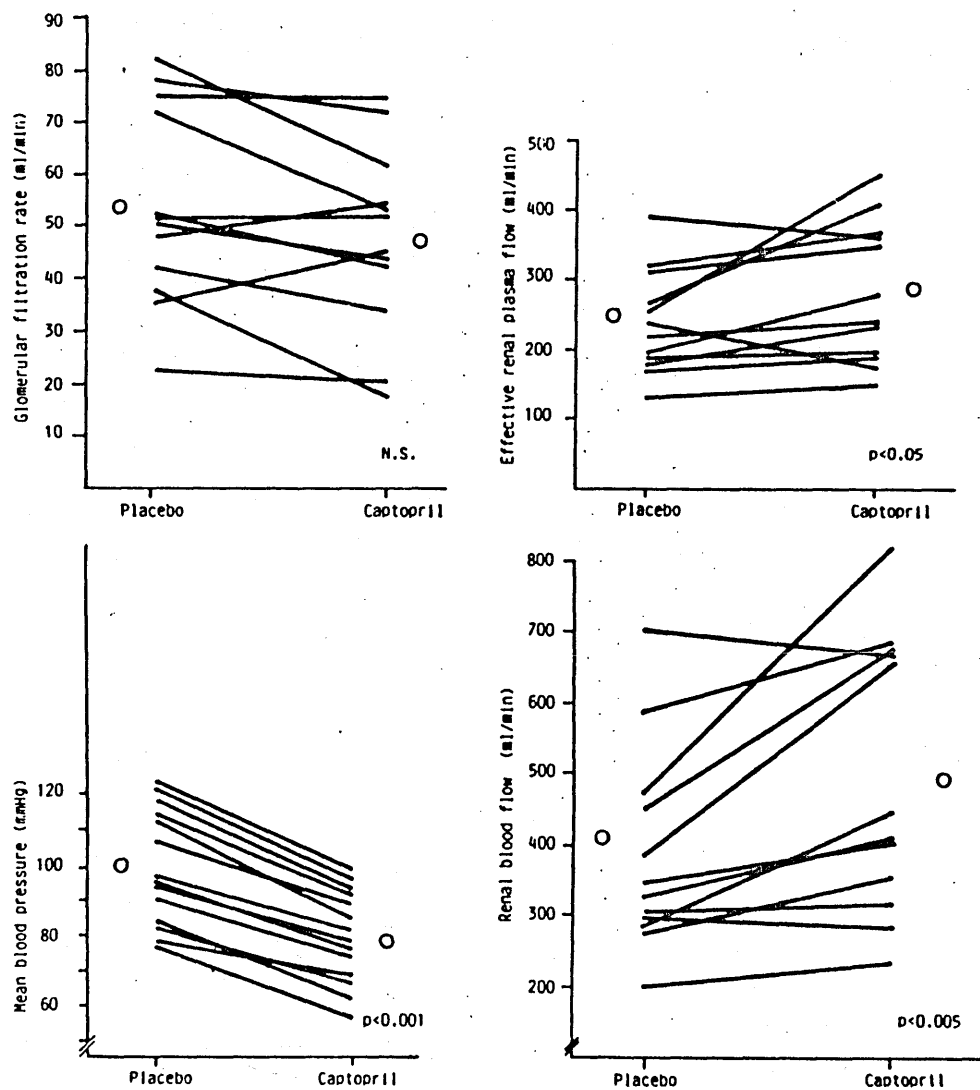 Glomerular filtration rate (ml/min)
90
80
70
60
50
40
30
20
10
N.S.
Placebo
Captopril
Effective renal plasma flow (ml/min)
500
400
300
200
100
p<0.05
Placebo
Captopril
Mean blood pressure (mmHg)
120
100
80
60
p<0.001
Placebo
Captopril
Renal blood flow (ml/min)
800
700
600
500
400
300
200
p<0.005
Placebo
Captopril